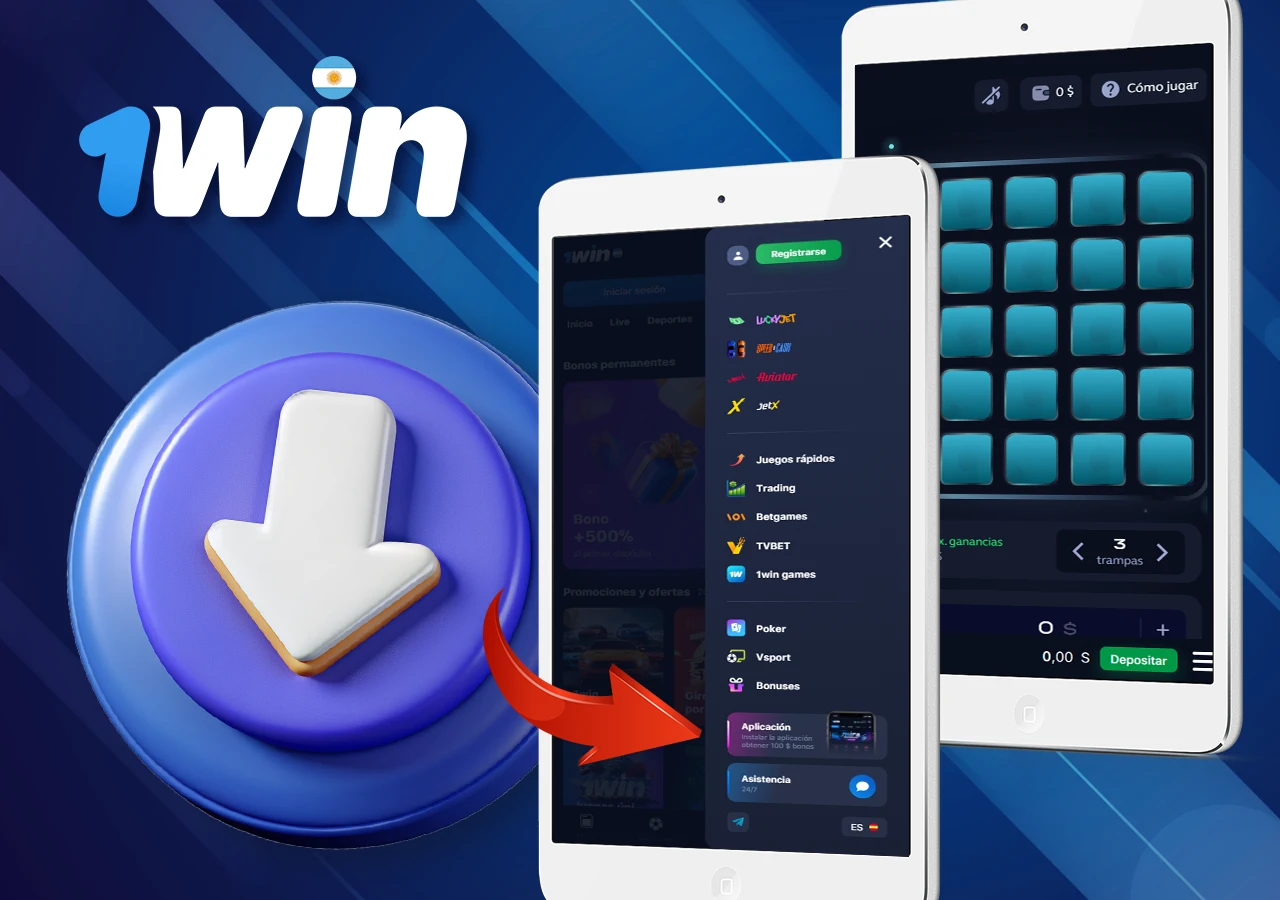 1win
0 $
Cómo jugar
1win
Registrarse
Iniciar sesión
Inicio Live Deportes
LUCKYJET
SPEED & CASH
Aviator
JetX
Bonos permanentes
Juegos rápidos
Trading
Betgames
TVBET
1win games
Bono
+500%
Promociones y ofertas
Poker
Vsport
Bonuses
Aplicación
Instalar la aplicación
obtener 100 $ bonos
Asistencia
24/7
1win
ES
x. ganancias
3
trampas
0 $
0,00 $
Depositar